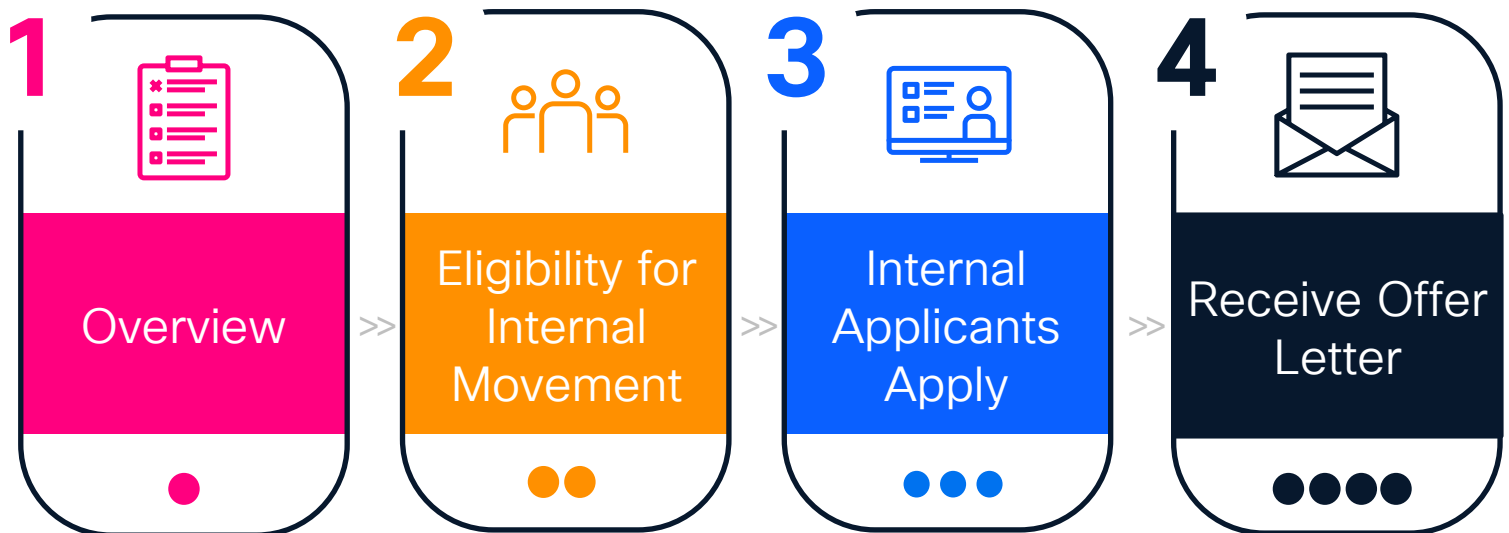 1
Overview
>>
2
Eligibility for
Internal
Movement
>>
3
Internal
Applicants
Apply
>>
4
Receive Offer
Letter